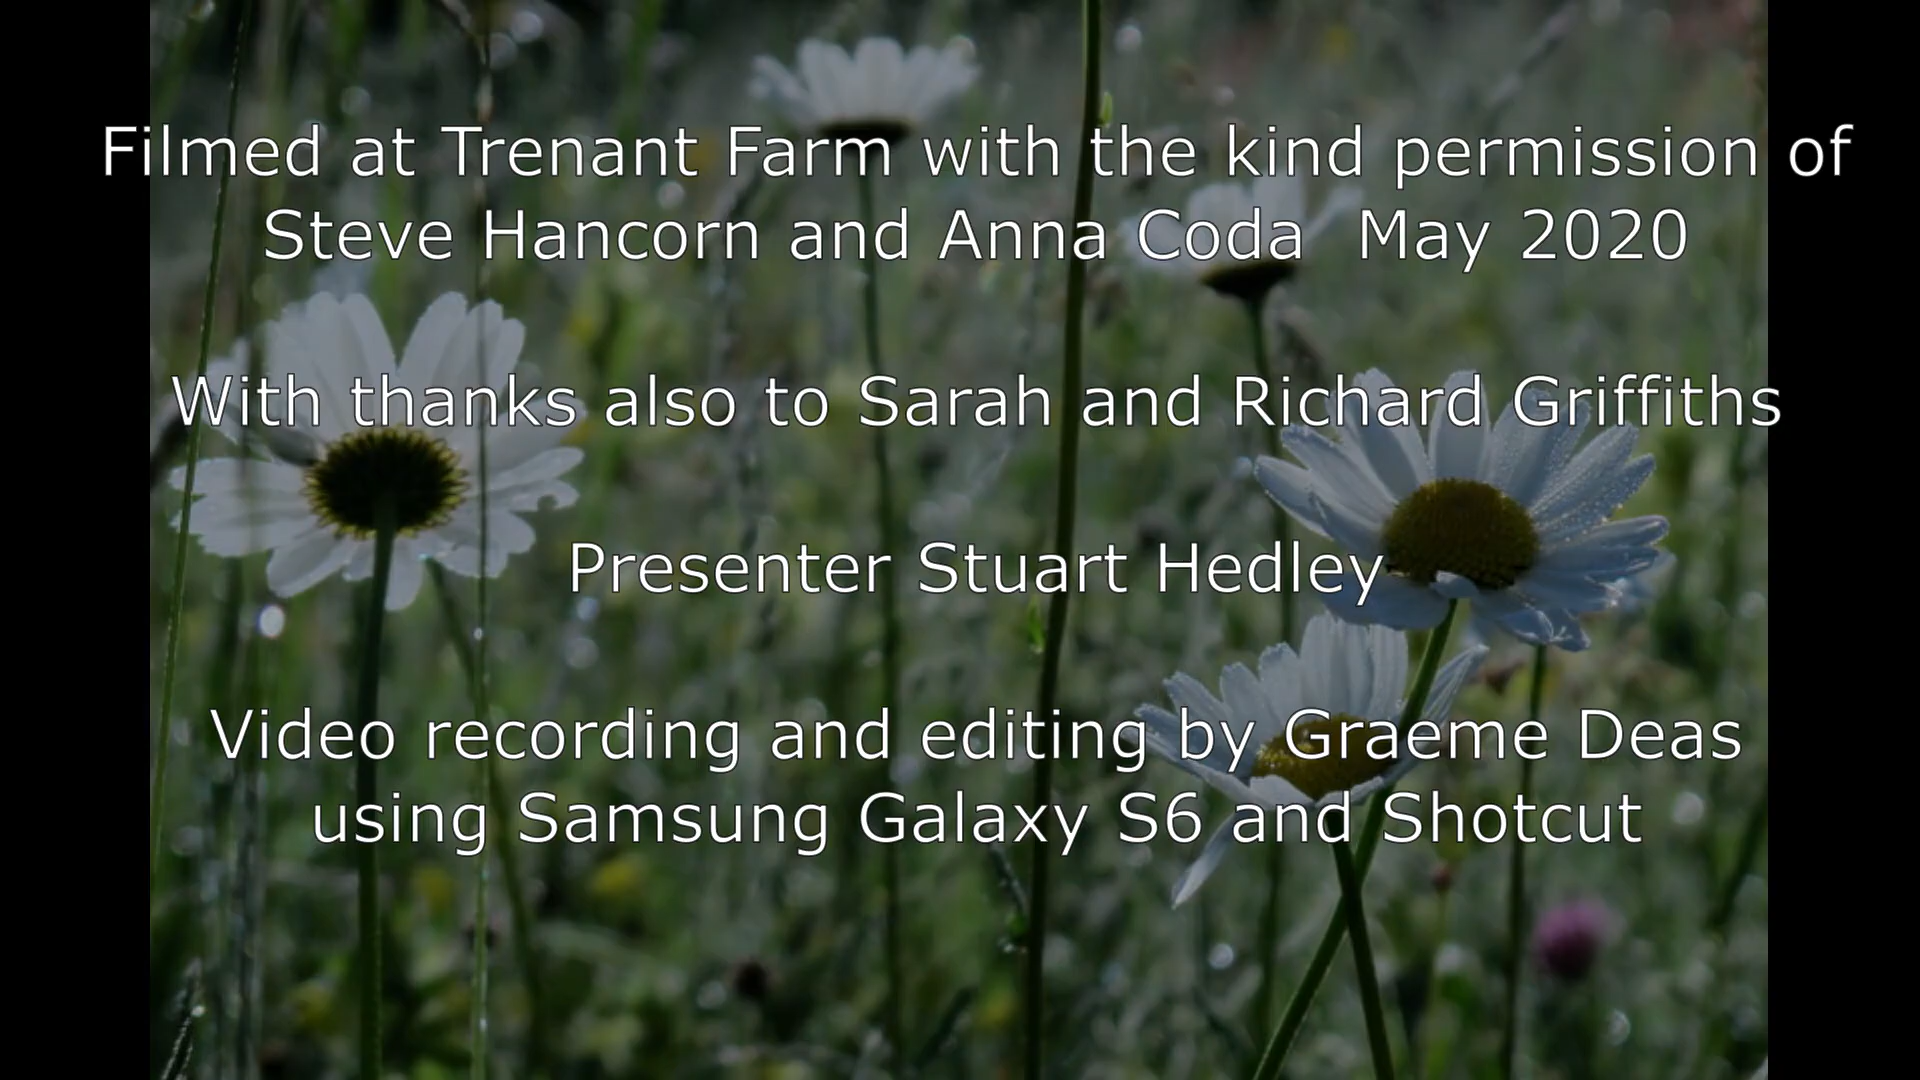 Filmed at Trenant Farm with the kind permission of
Steve Hancorn and Anna Coda  May 2020
With thanks also to Sarah and Richard Griffiths
Presenter Stuart Hedley
Video recording and editing by Graeme Deas
using Samsung Galaxy S6 and Shotcut